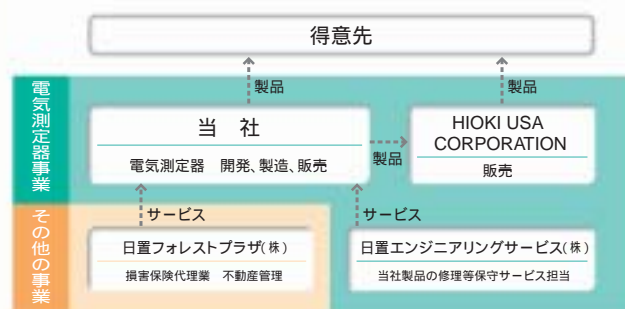 得意先
製品
製品
電気測定器事業
当 社
電気測定器 開発、製造、販売
製品
HIOKI USA
CORPORATION
販売
サービス
サービス
その他の事業
日置フォレストプラザ(株)
損害保険代理業 不動産管理
日置エンジニアリングサービス(株)
当社製品の修理等保守サービス担当